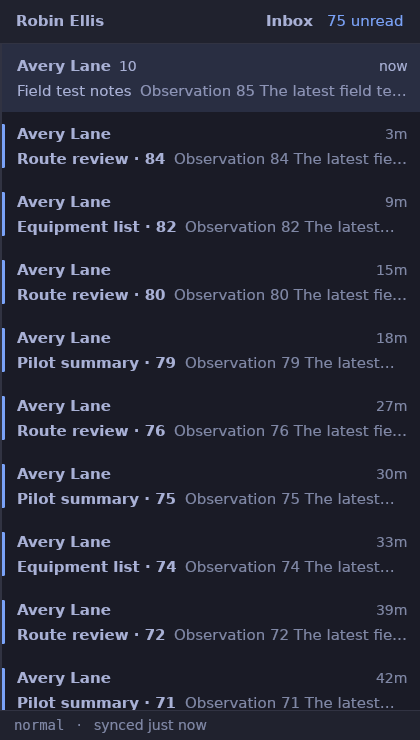 Robin Ellis Inbox 75 unread
Avery Lane 10 now
Field test notes Observation 85 The latest field te...
Avery Lane 3m
Route review · 84 Observation 84 The latest fie...
Avery Lane 9m
Equipment list · 82 Observation 82 The latest...
Avery Lane 15m
Route review · 80 Observation 80 The latest fie...
Avery Lane 18m
Pilot summary · 79 Observation 79 The latest...
Avery Lane 27m
Route review · 76 Observation 76 The latest fie...
Avery Lane 30m
Pilot summary · 75 Observation 75 The latest...
Avery Lane 33m
Equipment list · 74 Observation 74 The latest...
Avery Lane 39m
Route review · 72 Observation 72 The latest fie...
Avery Lane 42m
Pilot summary · 71 Observation 71 The latest...
normal · synced just now